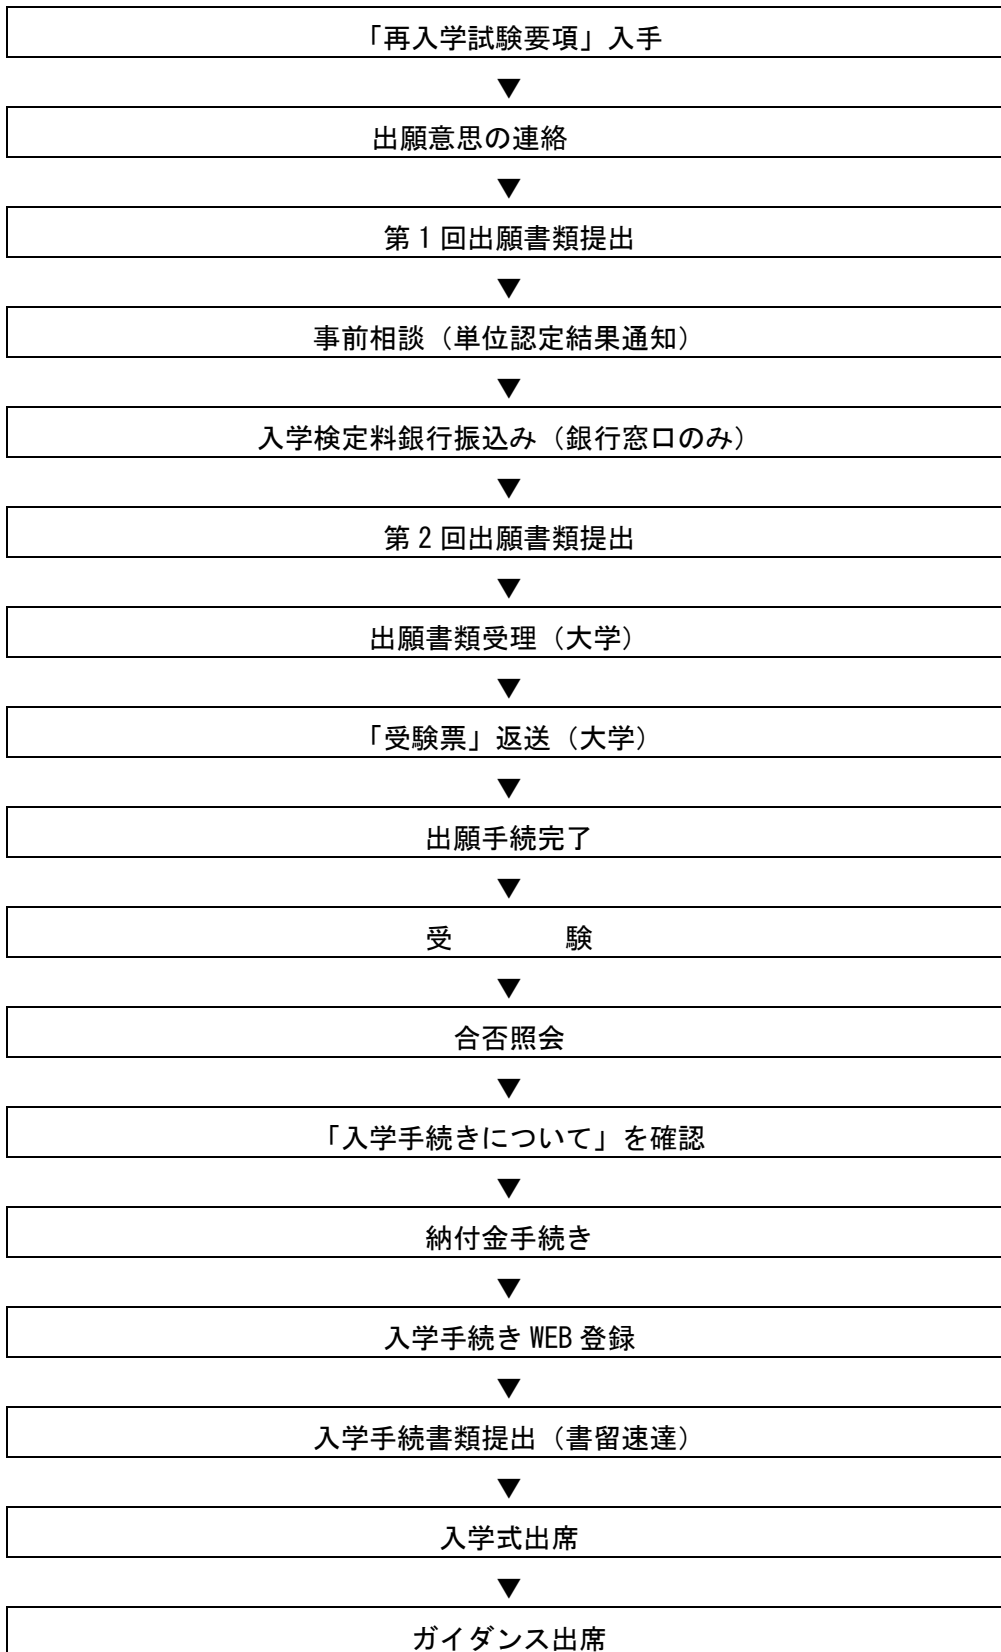 「再入学試験要項」入手
▼
出願意思の連絡
▼
第1回出願書類提出
▼
事前相談（単位認定結果通知）
▼
入学検定料銀行振込み（銀行窓口のみ）
▼
第2回出願書類提出
▼
出願書類受理（大学）
▼
「受験票」返送（大学）
▼
出願手続完了
▼
受　　　　験
▼
合否照会
▼
「入学手続きについて」を確認
▼
納付金手続き
▼
入学手続き WEB 登録
▼
入学手続書類提出（書留速達）
▼
入学式出席
▼
ガイダンス出席